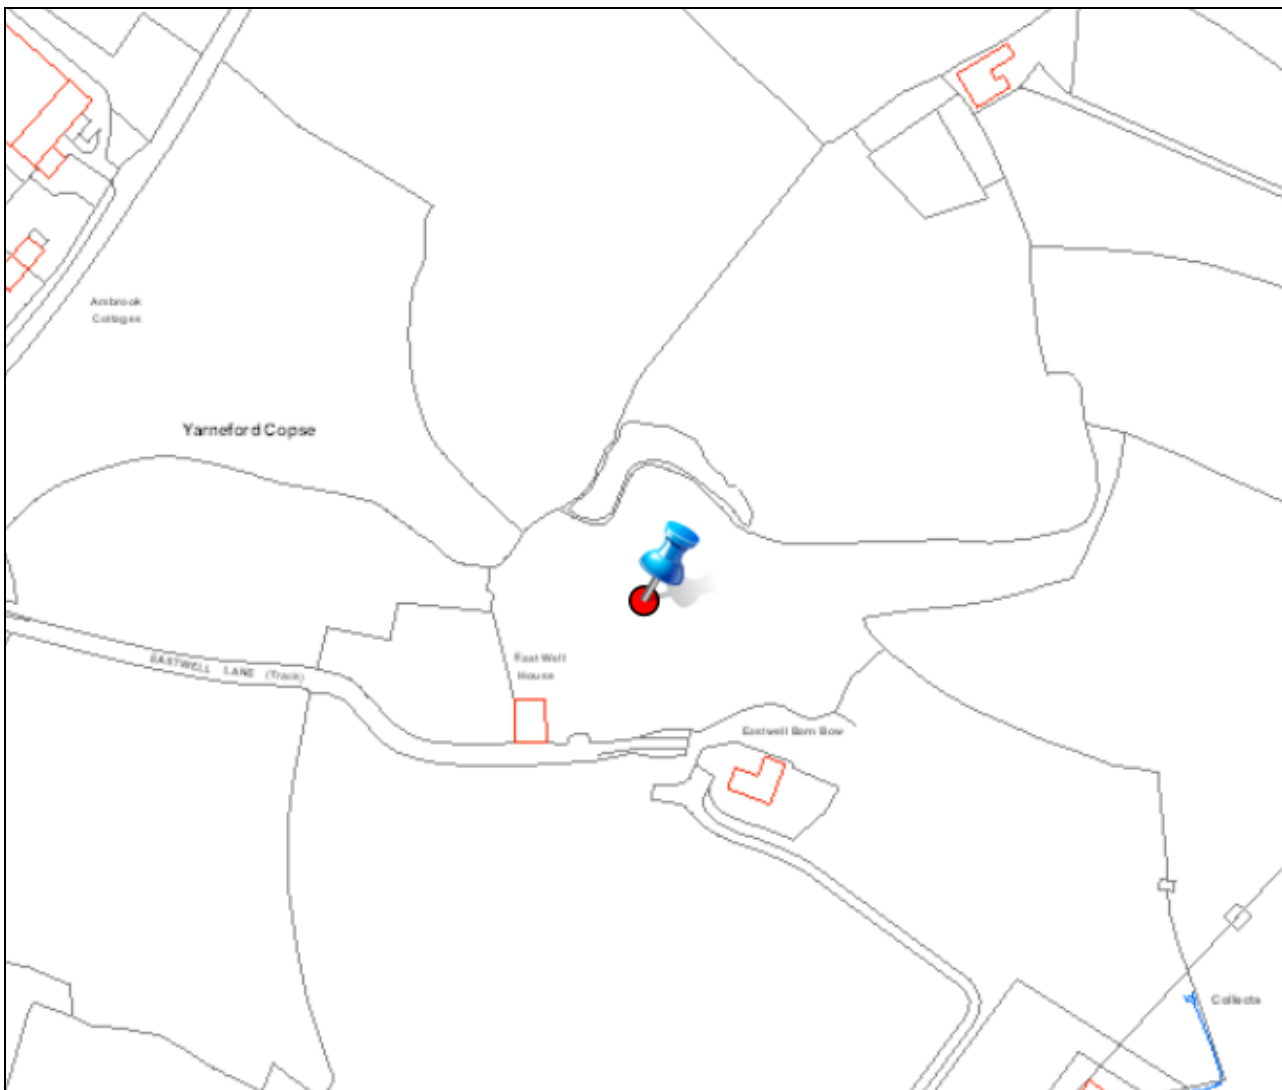 Ambrook
Cottages
Yarneford Copse
EASTWELL LANE (Track)
East Well
House
Eastwell Barn Bow
Collects